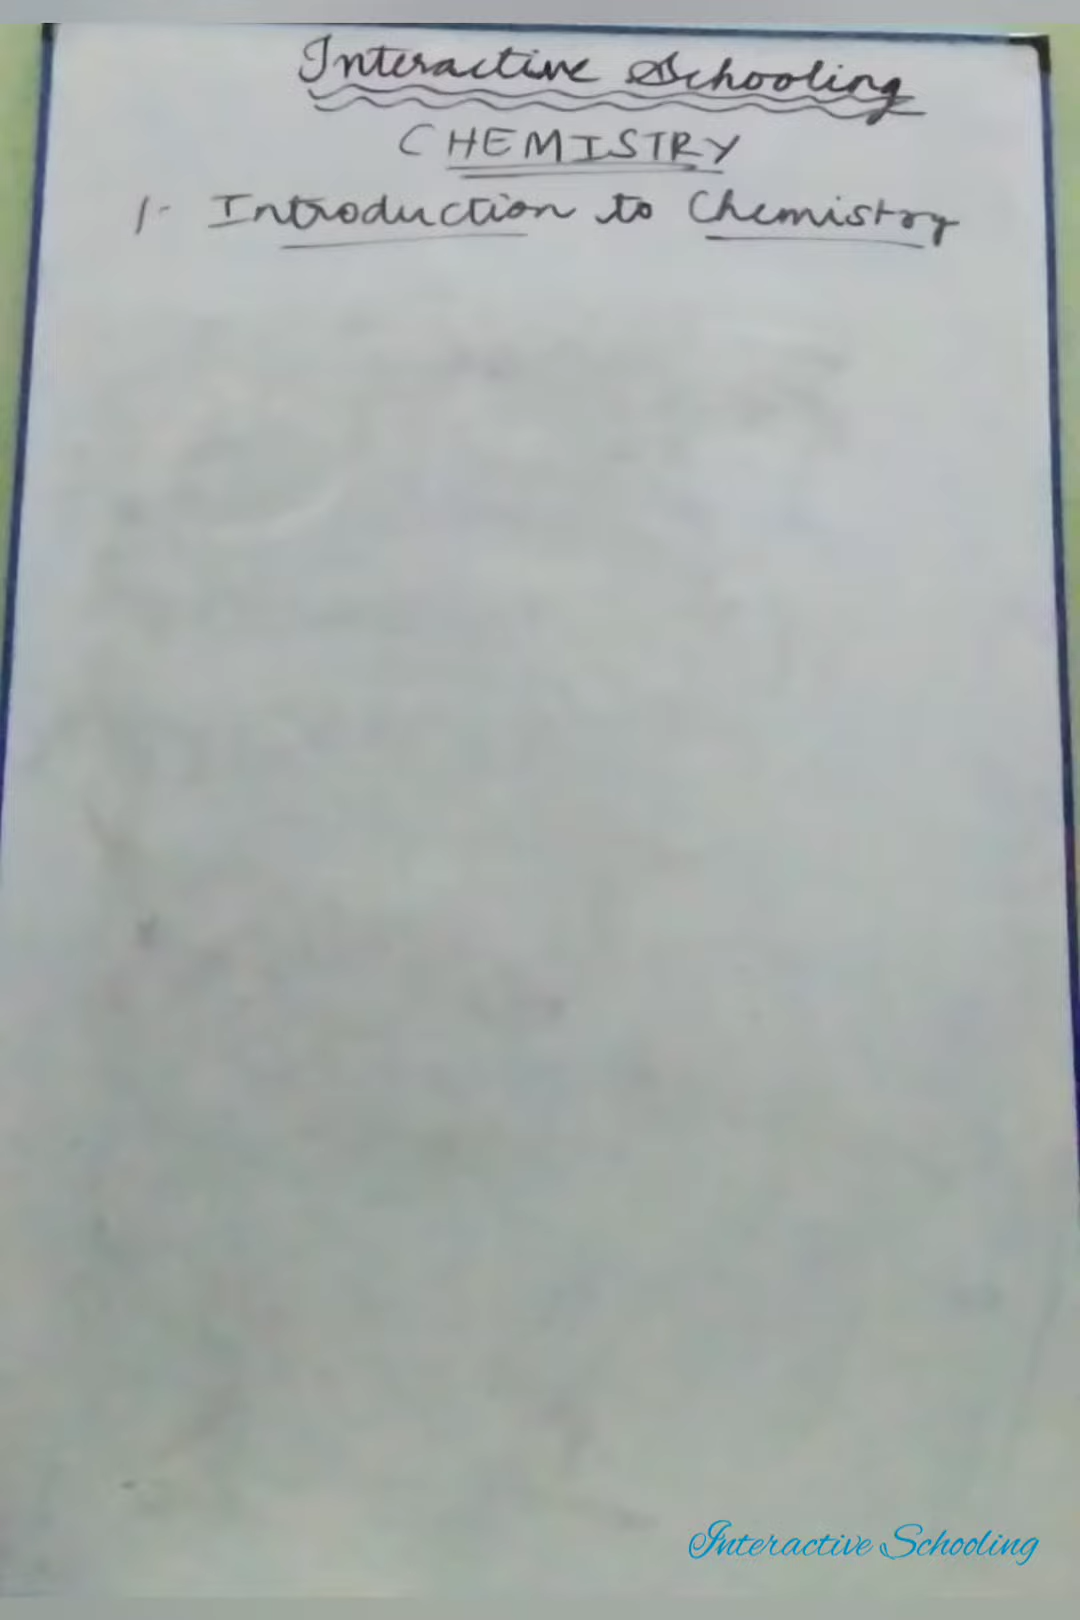 Interactive Schooling
CHEMISTRY
1- Introduction to Chemistry
Interactive Schooling